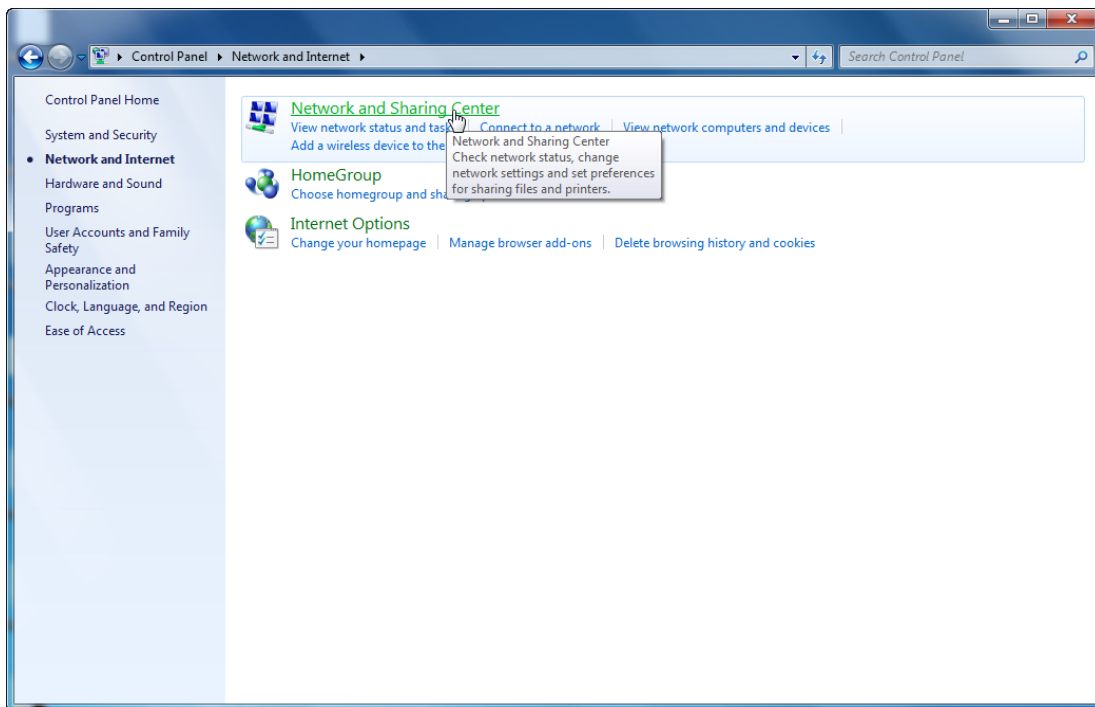 Control Panel Network and Internet
Search Control Panel
Control Panel Home
System and Security
Network and Internet
Hardware and Sound
Programs
User Accounts and Family
Safety
Appearance and
Personalization
Clock, Language, and Region
Ease of Access
Network and Sharing Center
View network status and Connect to a network View network computers and devices
Add a wireless device to the
Network and Sharing Center
Check network status, change
network settings and set preferences
for sharing files and printers.
HomeGroup
Choose homegroup and
Internet Options
Change your homepage Manage browser add-ons Delete browsing history and cookies